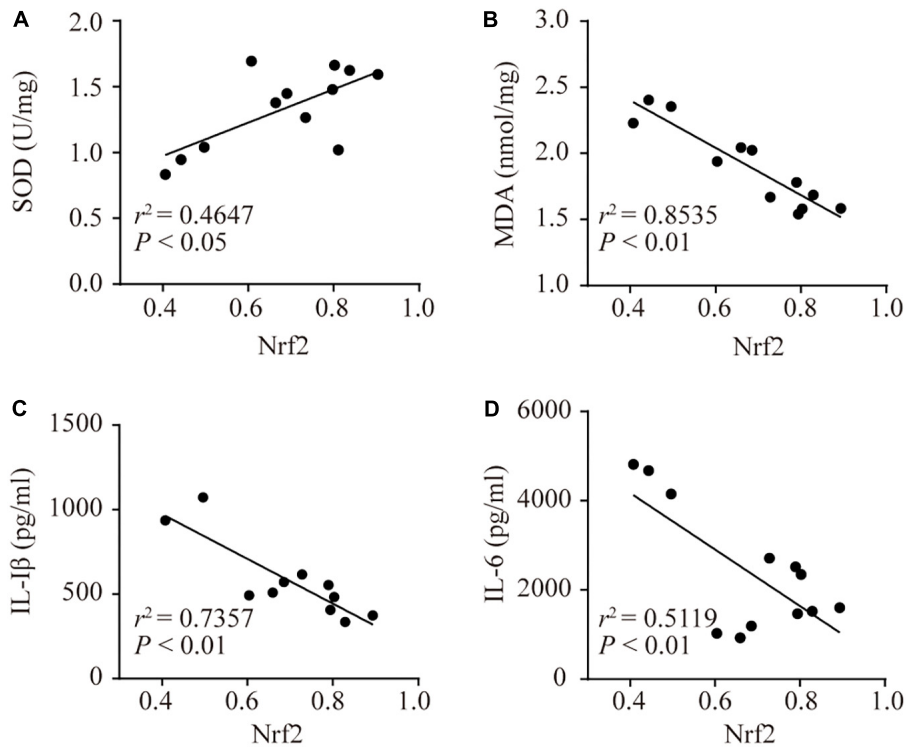 A
SOD (U/mg)
2.0
1.5
1.0
0.5
0.0
r² = 0.4647
P < 0.05
0.4 0.6 0.8 1.0
Nrf2
B
MDA (nmol/mg)
3.0
2.5
2.0
1.5
1.0
r² = 0.8535
P < 0.01
0.4 0.6 0.8 1.0
Nrf2
C
IL-Iβ (pg/ml)
1500
1000
500
0
r² = 0.7357
P < 0.01
0.4 0.6 0.8 1.0
Nrf2
D
IL-6 (pg/ml)
6000
4000
2000
0
r² = 0.5119
P < 0.01
0.4 0.6 0.8 1.0
Nrf2